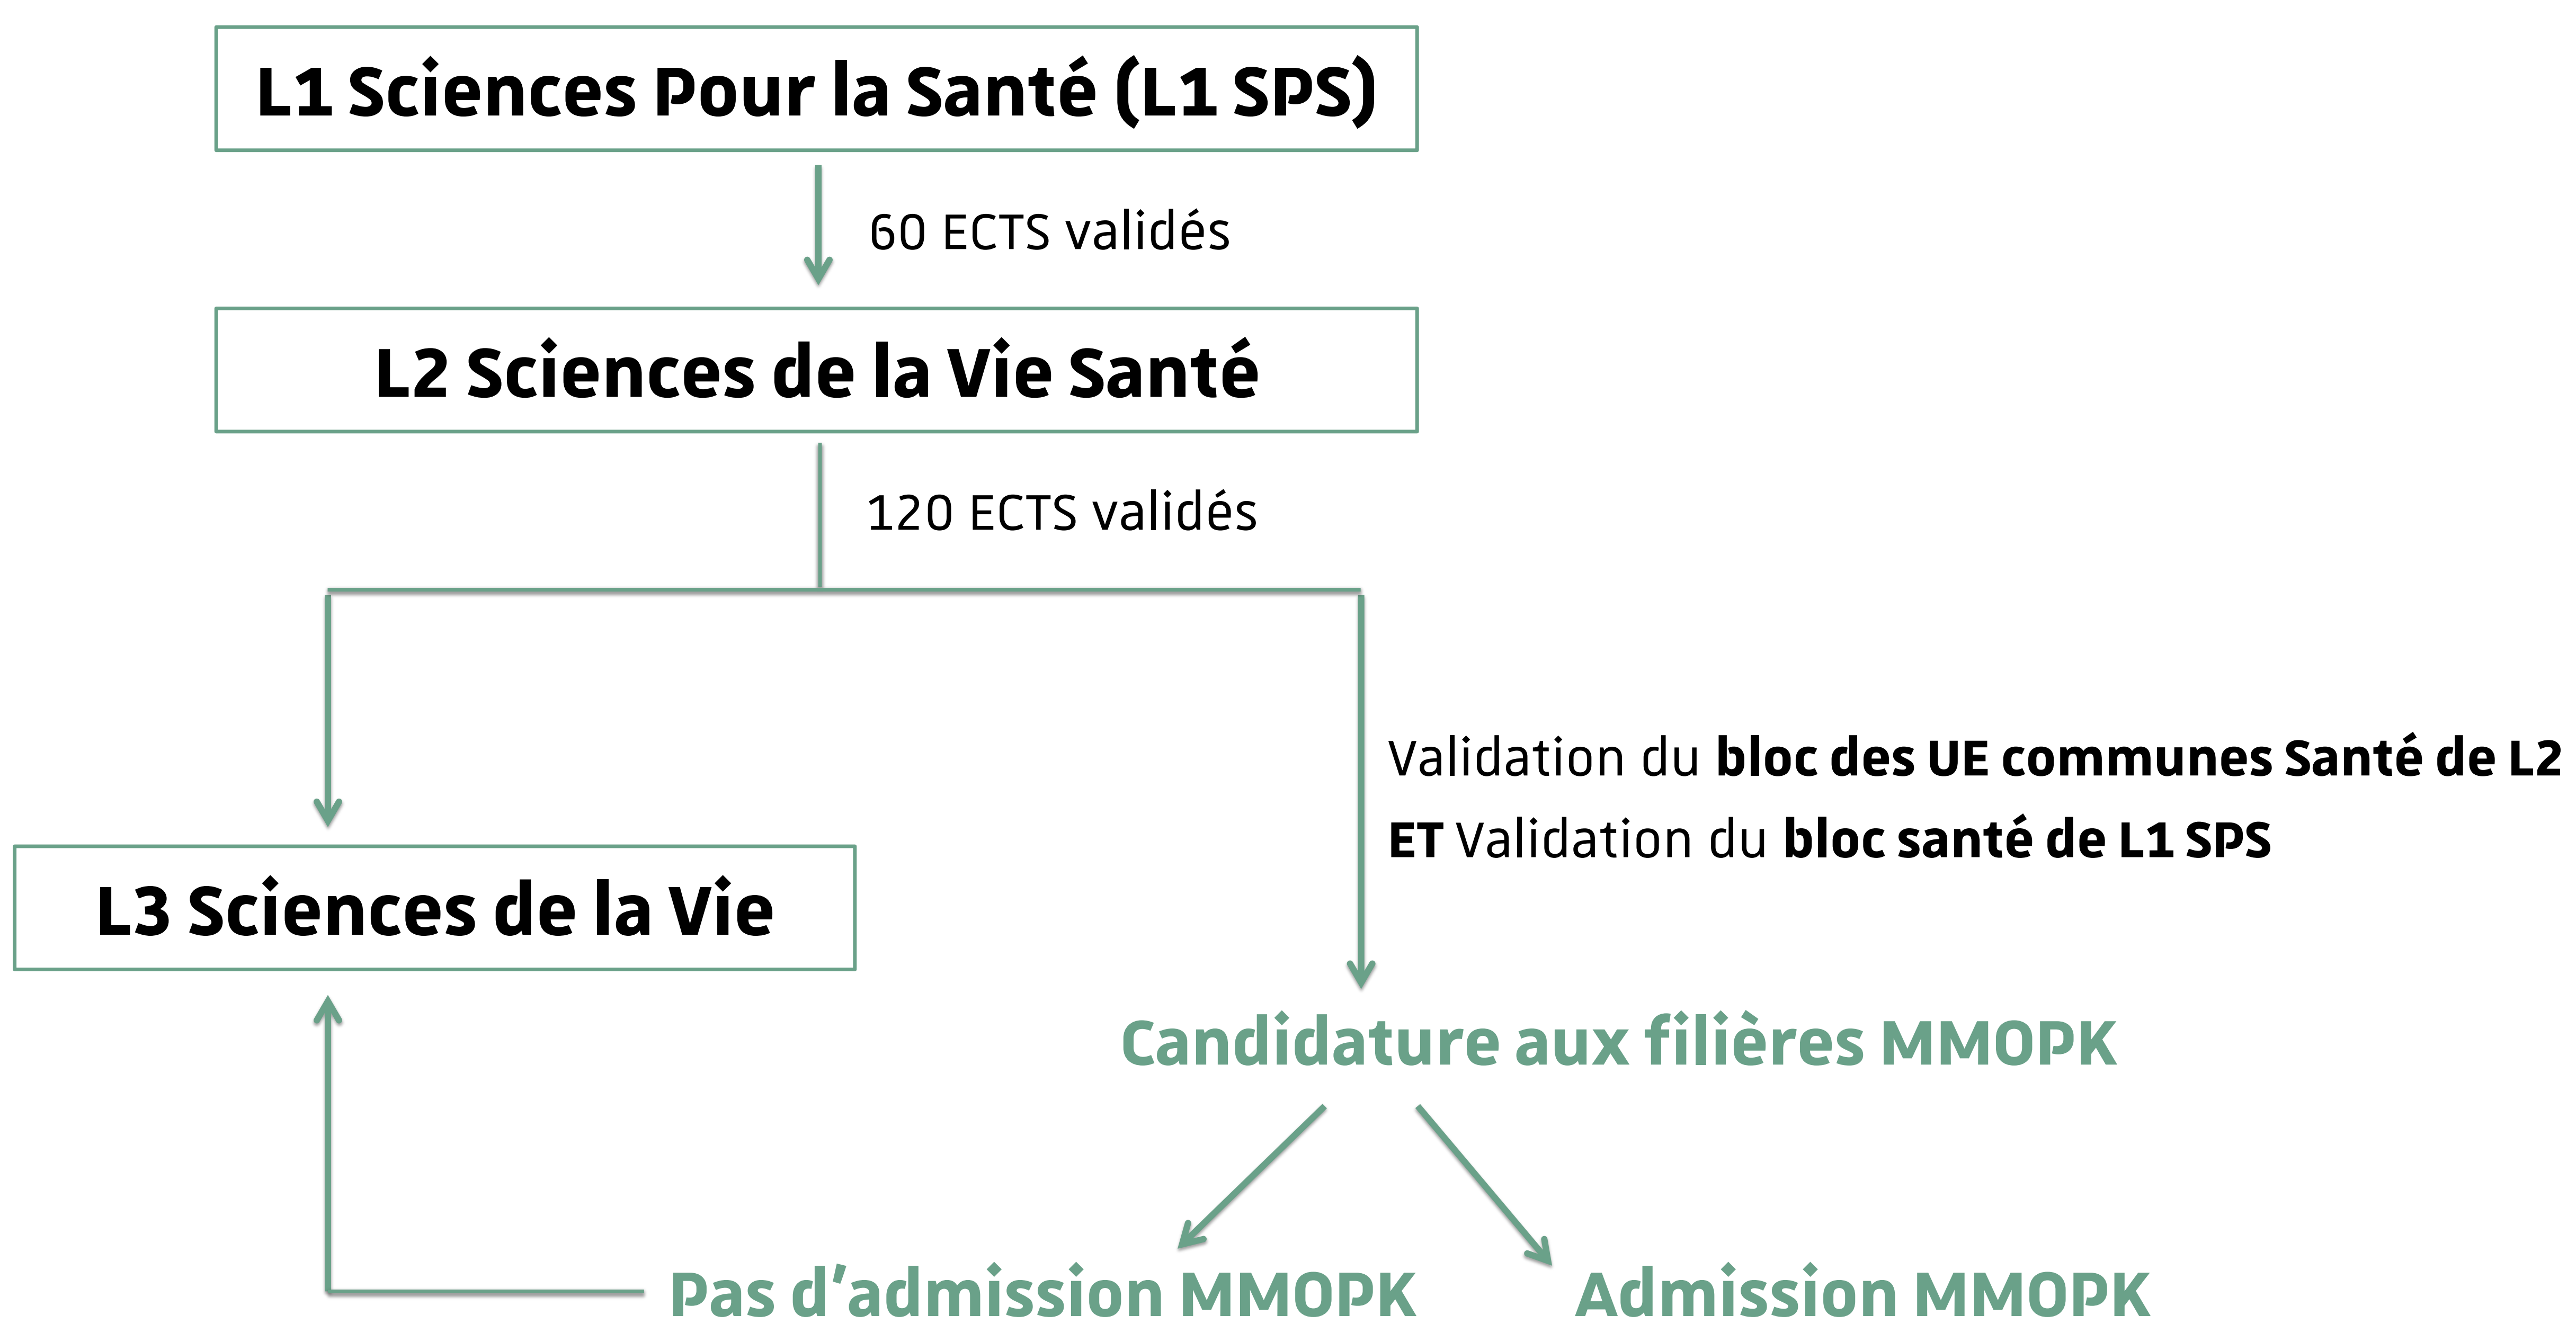 L1 Sciences Pour la Santé (L1 SPS)
60 ECTS validés
L2 Sciences de la Vie Santé
120 ECTS validés
Validation du bloc des UE communes Santé de L2
ET Validation du bloc santé de L1 SPS
L3 Sciences de la Vie
Candidature aux filières MMOPK
Pas d’admission MMOPK
Admission MMOPK